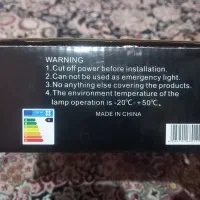 WARNING
1. Cut off power before installation.
2. Can not be used as emergency light.
3. No anything else covering the products.
4. The environment temperature of the
lamp operation is -20℃- +50℃.
MADE IN CHINA